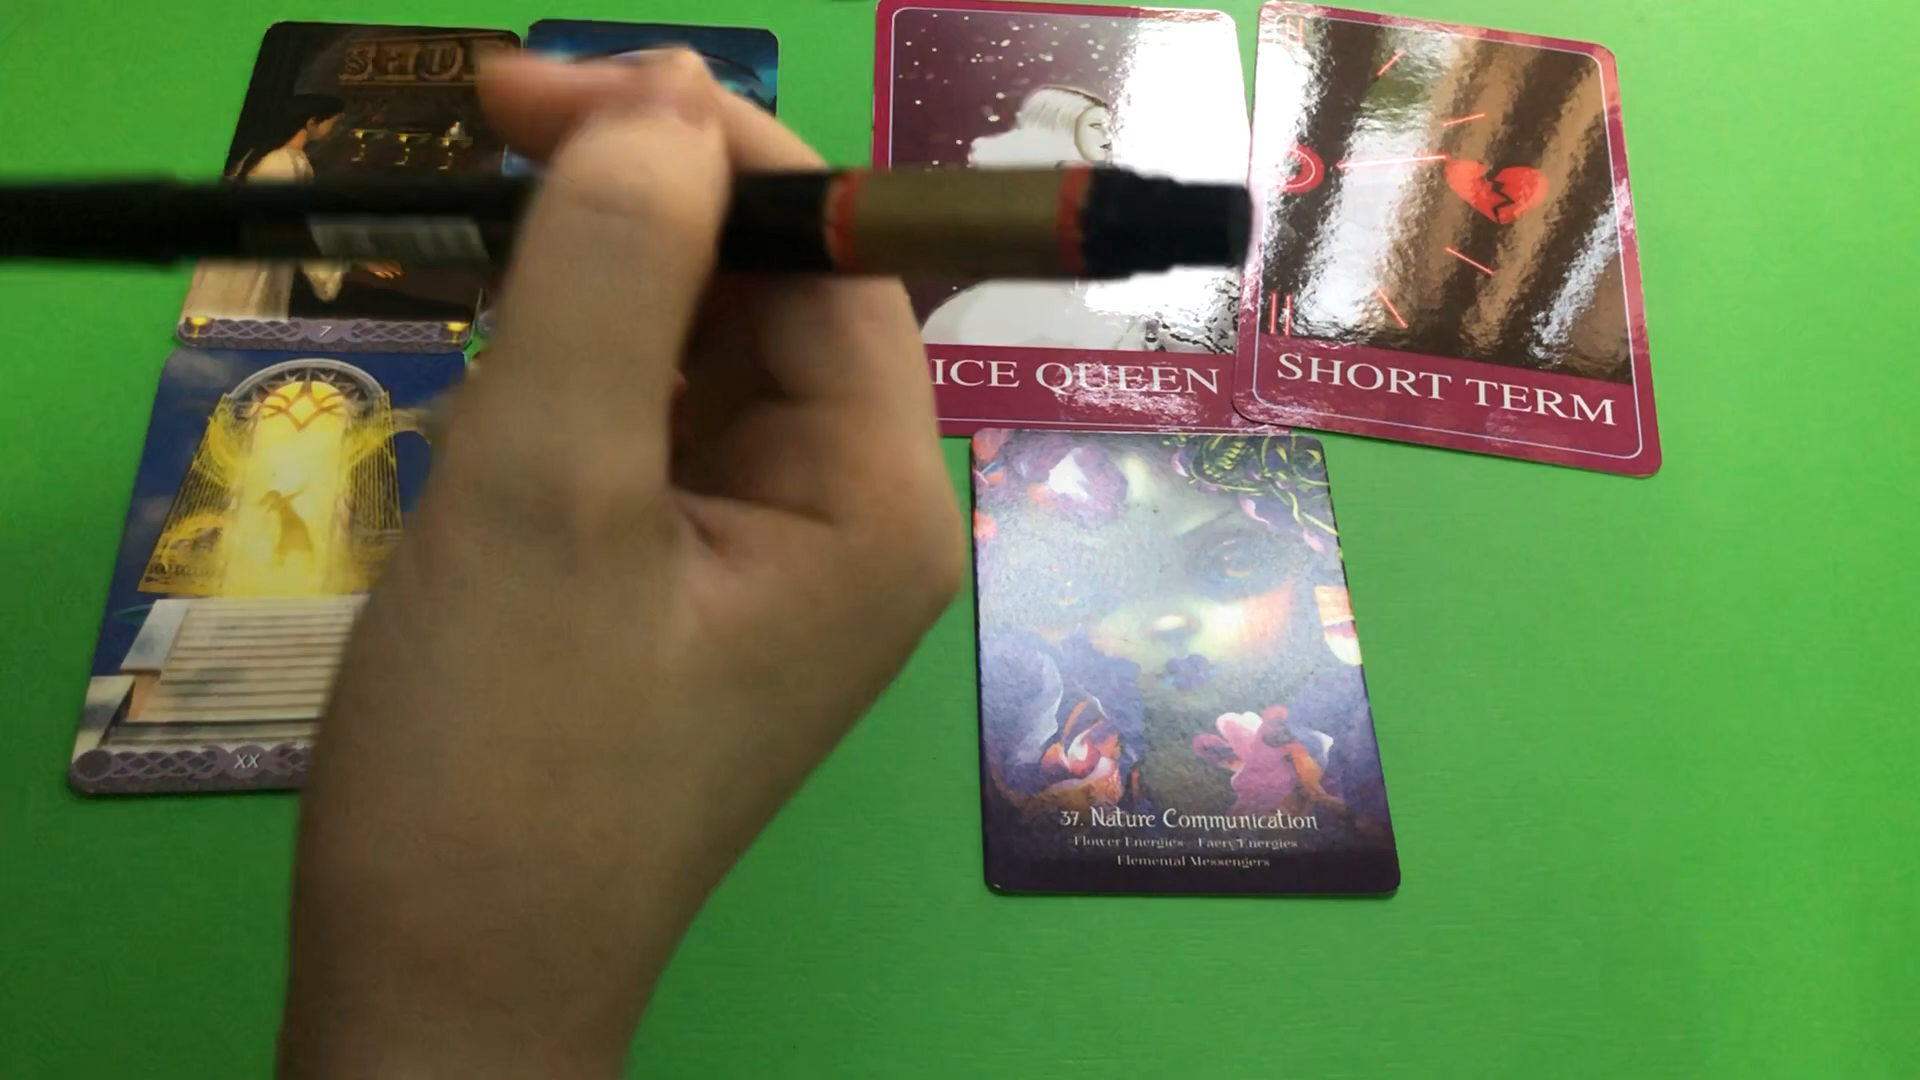 7
ICE QUEEN
SHORT TERM
XX
37. Nature Communication
Flower Energies Faery Energies
Elemental Messengers